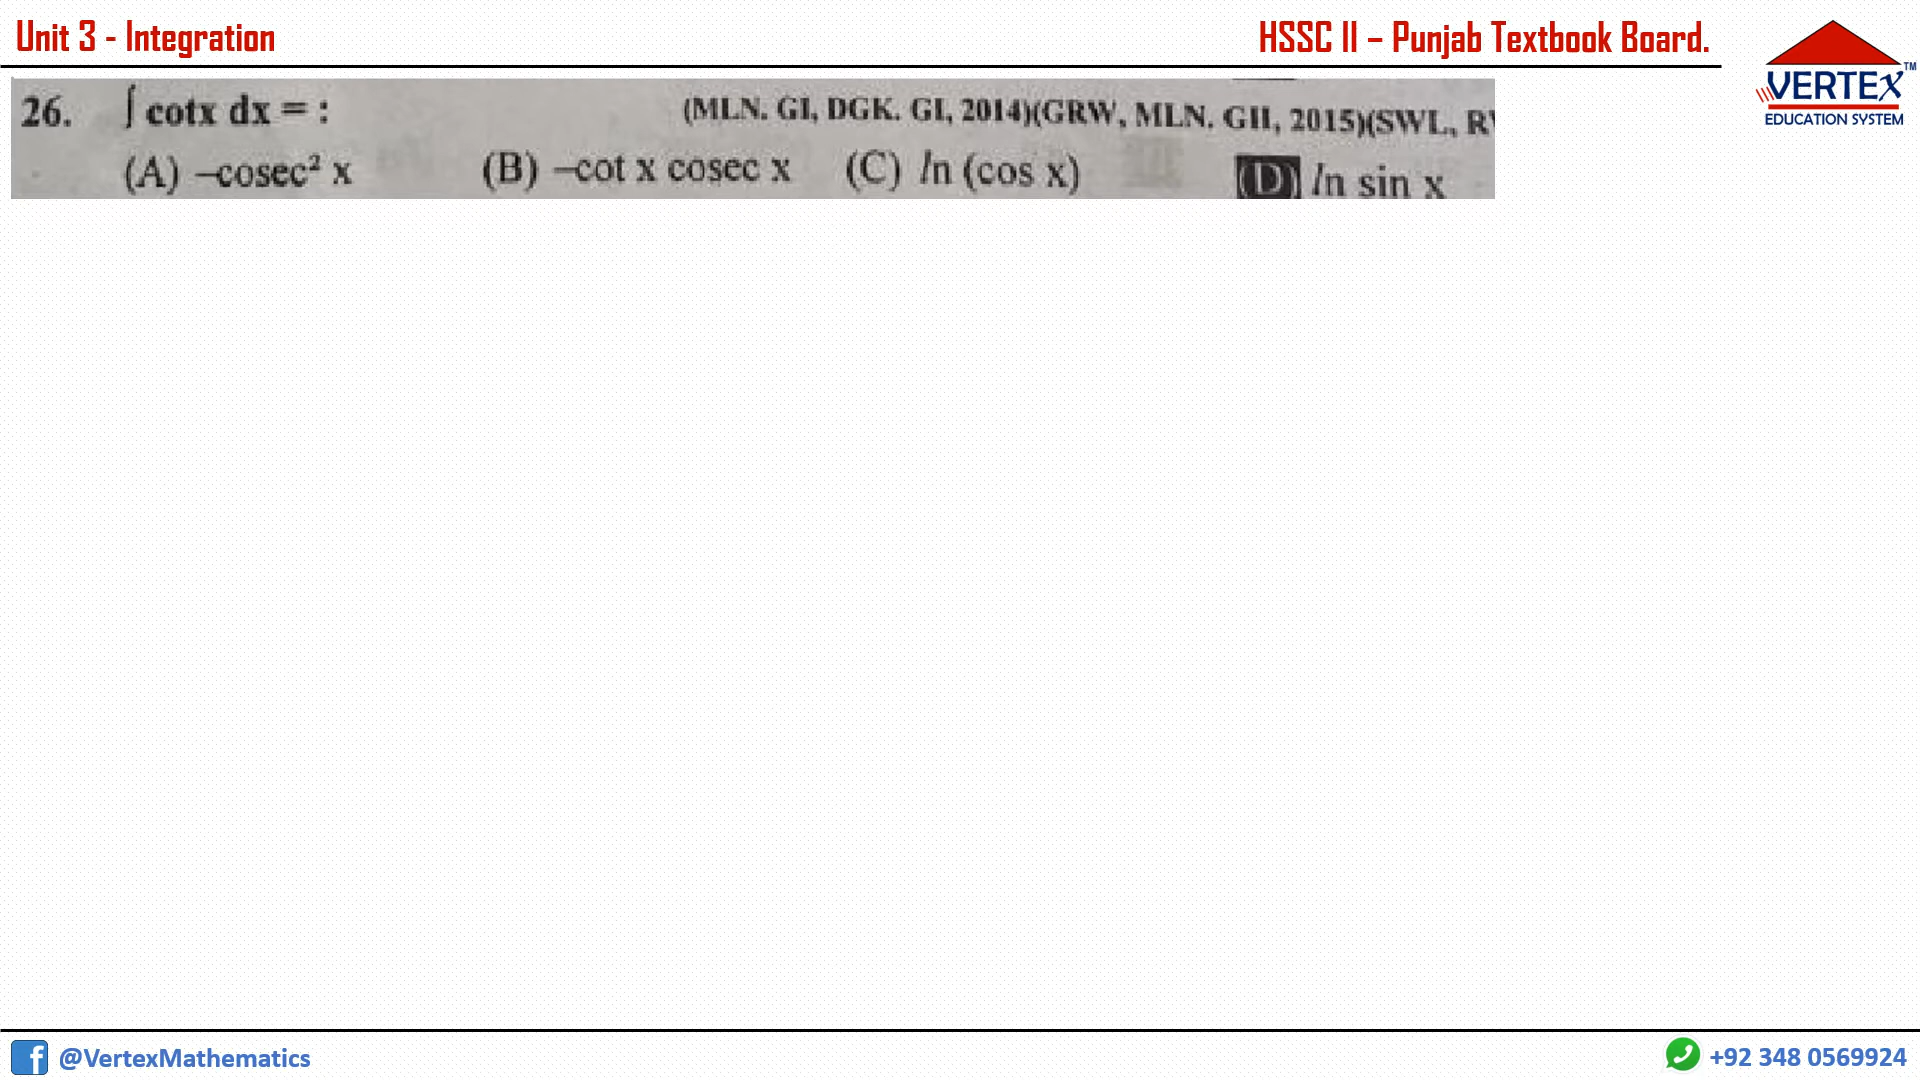 Unit 3 - Integration
HSSC II – Punjab Textbook Board.
VERTEX TM
EDUCATION SYSTEM
26. ∫ cotx dx = : (MLN. GI, DGK. GI, 2014)(GRW, MLN. GII, 2015)(SWL,
(A) –cosec² x (B) –cot x cosec x (C) ln (cos x) (D) ln sin x
@VertexMathematics
+92 348 0569924